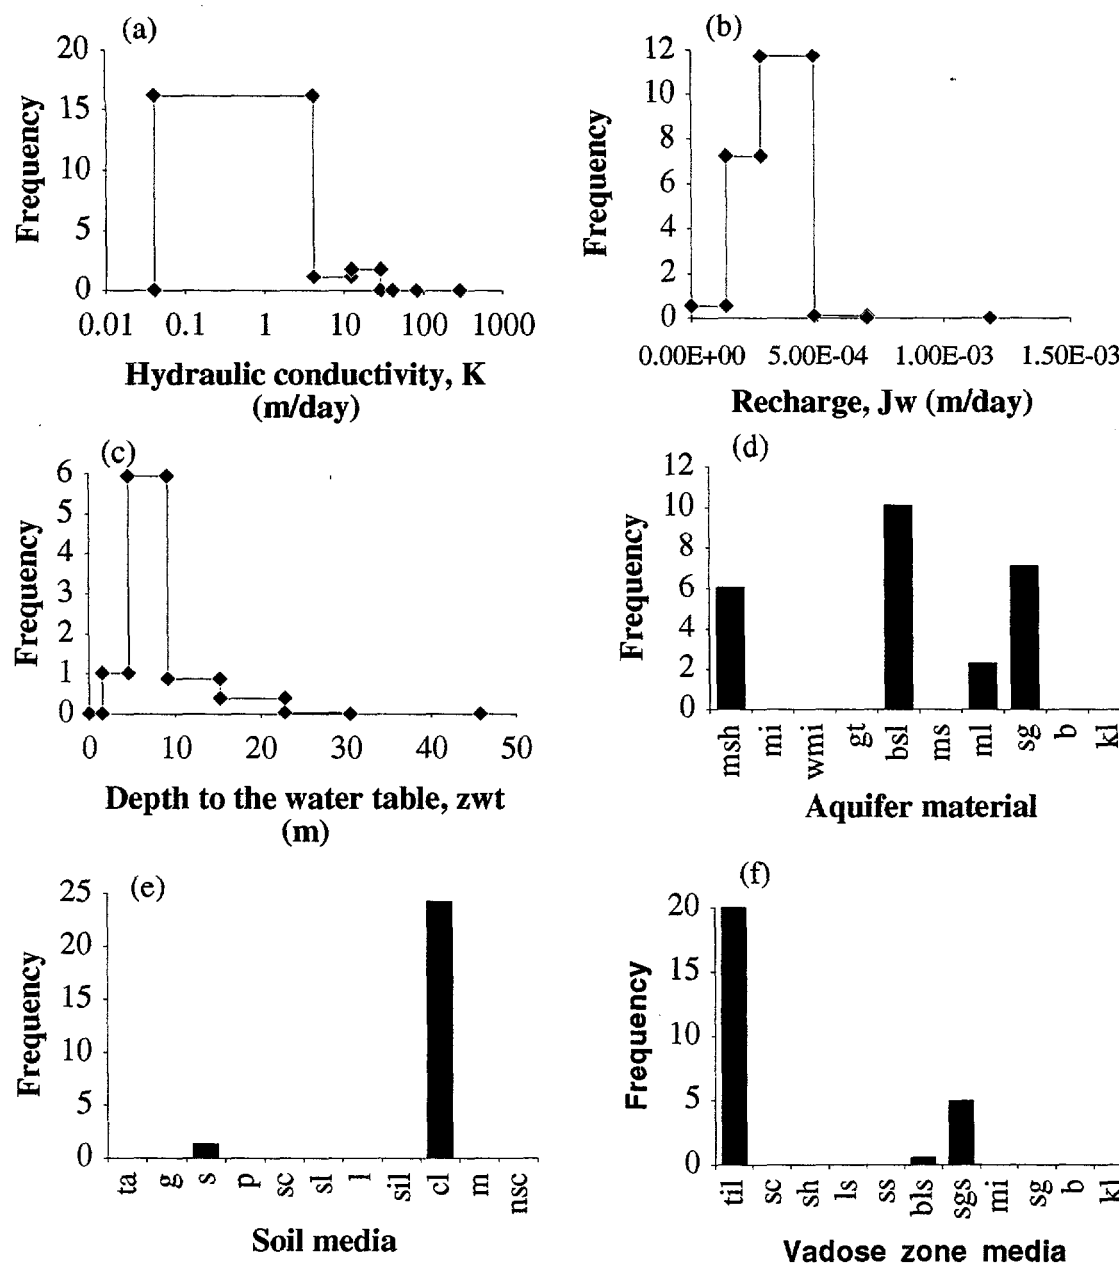 (a)
20
15
10
5
0
Frequency
0.01 0.1 1 10 100 1000
Hydraulic conductivity, K
(m/day)
(b)
12
10
8
6
4
2
0
Frequency
0.00E+00 5.00E-04 1.00E-03 1.50E-03
Recharge, Jw (m/day)
(c)
6
5
4
3
2
1
0
Frequency
0 10 20 30 40 50
Depth to the water table, zwt
(m)
(d)
12
10
8
6
4
2
0
Frequency
msh mi wmi gt bsl ms ml sg b kl
Aquifer material
(e)
25
20
15
10
5
0
Frequency
ta g s p sc sl l sil cl m nsc
Soil media
(f)
20
15
10
5
0
Frequency
til sc sh ls ss bls sgs mi sg b kl
Vadose zone media